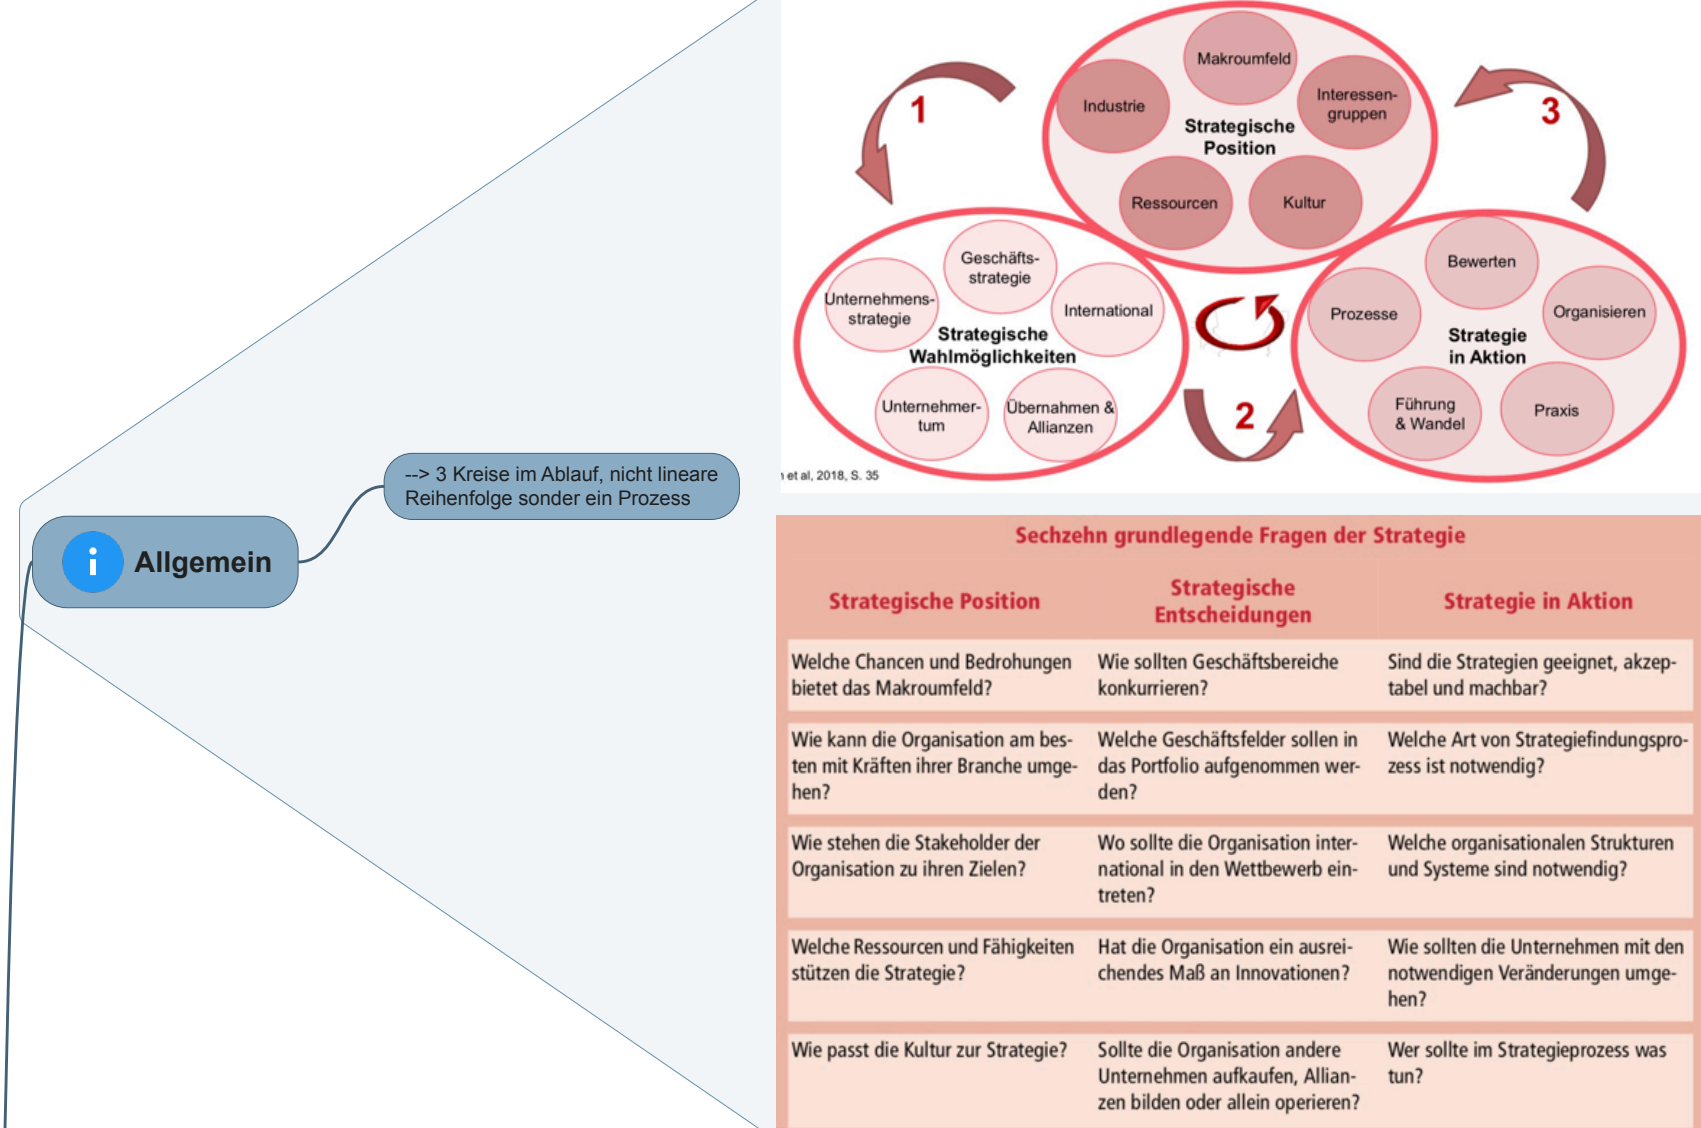 --> 3 Kreise im Ablauf, nicht lineare
Reihenfolge sonder ein Prozess
Allgemein
1
3
Makroumfeld
Industrie
Interessen-
gruppen
Strategische
Position
Ressourcen
Kultur
Geschäfts-
strategie
Unternehmens-
strategie
International
Strategische
Wahlmöglichkeiten
Unternehmer-
tum
Übernahmen &
Allianzen
2
Bewerten
Prozesse
Organisieren
Strategie
in Aktion
Führung
& Wandel
Praxis
et al, 2018, S. 35
Sechzehn grundlegende Fragen der Strategie
Strategische Position
Strategische
Entscheidungen
Strategie in Aktion
Welche Chancen und Bedrohungen
bietet das Makroumfeld?
Wie sollten Geschäftsbereiche
konkurrieren?
Sind die Strategien geeignet, akzep-
tabel und machbar?
Wie kann die Organisation am bes-
ten mit Kräften ihrer Branche umge-
hen?
Welche Geschäftsfelder sollen in
das Portfolio aufgenommen wer-
den?
Welche Art von Strategiefindungspro-
zess ist notwendig?
Wie stehen die Stakeholder der
Organisation zu ihren Zielen?
Wo sollte die Organisation inter-
national in den Wettbewerb ein-
treten?
Welche organisationalen Strukturen
und Systeme sind notwendig?
Welche Ressourcen und Fähigkeiten
stützen die Strategie?
Hat die Organisation ein ausrei-
chendes Maß an Innovationen?
Wie sollten die Unternehmen mit den
notwendigen Veränderungen umge-
hen?
Wie passt die Kultur zur Strategie?
Sollte die Organisation andere
Unternehmen aufkaufen, Allian-
zen bilden oder allein operieren?
Wer sollte im Strategieprozess was
tun?